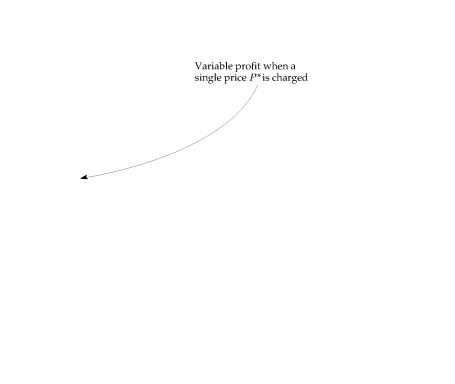 Variable profit when a
single price P* is charged